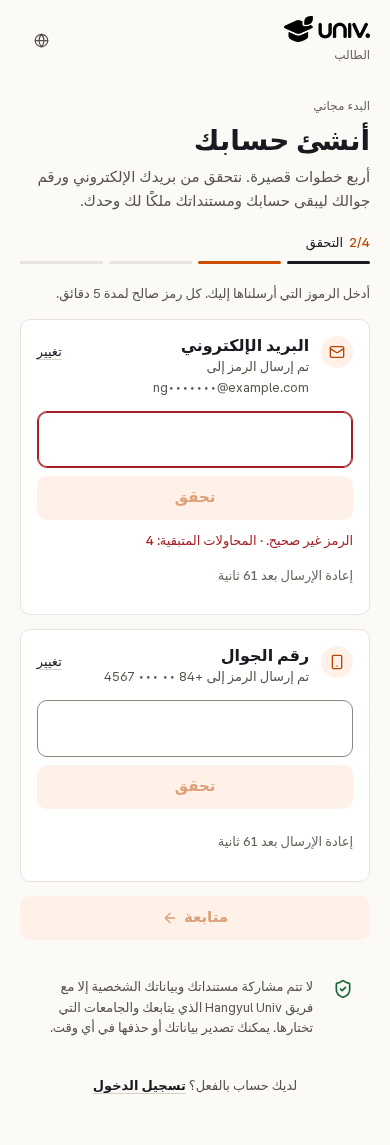 UNIV.
الطالب
البدء مجاني
أنشئ حسابك
أربع خطوات قصيرة. نتحقق من بريدك الإلكتروني ورقم
جوالك ليبقى حسابك ومستنداتك ملكًا لك وحدك.
2/4 التحقق
أدخل الرموز التي أرسلناها إليك. كل رمز صالح لمدة 5 دقائق.
البريد الإلكتروني
تغيير
تم إرسال الرمز إلى
ng•••••••@example.com
تحقق
الرمز غير صحيح. · المحاولات المتبقية: 4
إعادة الإرسال بعد 61 ثانية
رقم الجوال
تغيير
تم إرسال الرمز إلى +84 •• ••• 4567
تحقق
إعادة الإرسال بعد 61 ثانية
متابعة ←
لا تتم مشاركة مستنداتك وبياناتك الشخصية إلا مع
فريق Hangyul Univ الذي يتابعك والجامعات التي
تختارها. يمكنك تصدير بياناتك أو حذفها في أي وقت.
لديك حساب بالفعل؟ تسجيل الدخول